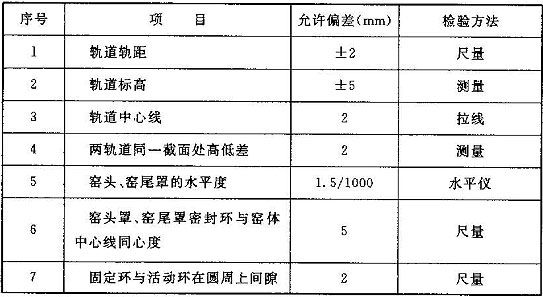 序号 项 目 允许偏差(mm) 检验方法
1 轨道轨距 ±2 尺量
2 轨道标高 ±5 测量
3 轨道中心线 2 拉线
4 两轨道同一截面处高低差 2 测量
5 窑头、窑尾罩的水平度 1.5/1000 水平仪
6 窑头罩、窑尾罩密封环与窑体
中心线同心度 5 尺量
7 固定环与活动环在圆周上间隙 2 尺量